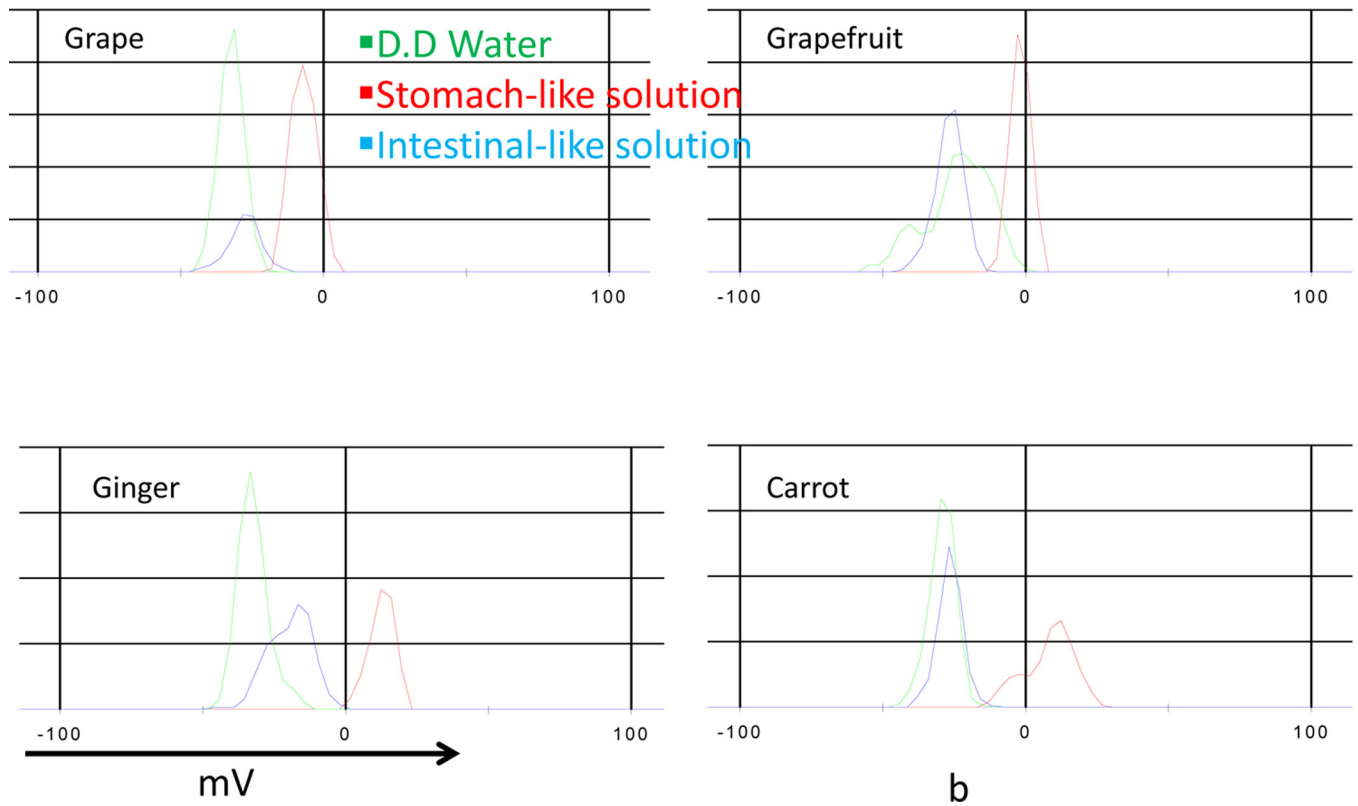 Grape
▪D.D Water
▪Stomach-like solution
▪Intestinal-like solution
Grapefruit
-100 0 100
-100 0 100
Ginger
Carrot
-100 0 100
-100 0 100
mV
b